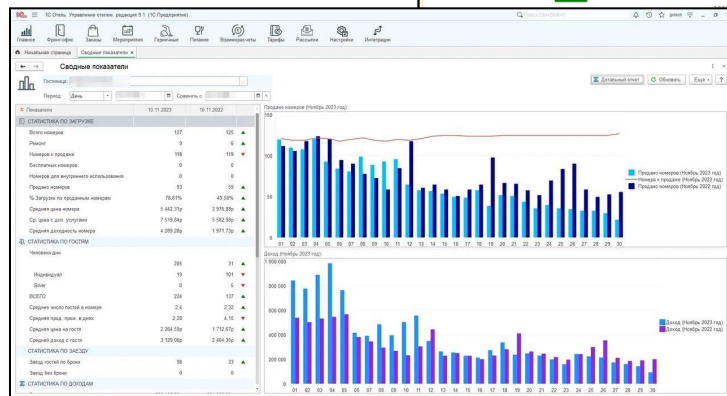 1С:Отель. Управление отелем, редакция 5.1 (1С:Предприятие)
Главное
Фронт-офис
Заказы
Мероприятия
Горничные
Питание
Взаиморасчеты
Тарифы
Рассылки
Настройки
Интеграции
Начальная страница
Сводные показатели ×
Сводные показатели
Гостиница:
Детальный отчет
Обновить
Еще
?
Период: День
Сравнить с:
Показатели 10.11.2023 10.11.2022
СТАТИСТИКА ПО ЗАГРУЗКЕ
Всего номеров 127 125
Ремонт 9 6
Номеров к продаже 118 119
Бесплатных номеров 0 0
Номеров для внутреннего использования 0 0
Продано номеров 93 59
% Загрузки по проданным номерам 78,81% 49,58%
Средняя цена номера 5 442,31р 3 976,88р
Ср. цена с доп. услугами 7 519,84р 5 582,98р
Средняя доходность номера 4 289,28р 1 971,73р
СТАТИСТИКА ПО ГОСТЯМ
Человеко-дни
205 31
Индивидуал 19 101
Silver 0 5
ВСЕГО 224 137
Среднее число гостей в номере 2,4 2,32
Средняя прод. прож. в днях 2,28 4,15
Средняя цена на гостя 2 264,59р 1 712,67р
Средний доход с гостя 3 129,06р 2 404,35р
СТАТИСТИКА ПО ЗАЕЗДУ
Заезд гостей по брони 98 33
Заезд без брони 0 0
СТАТИСТИКА ПО ДОХОДАМ
Продано номеров (Ноябрь 2023 год)
150
100
50
0
01 02 03 04 05 06 07 08 09 10 11 12 13 14 15 16 17 18 19 20 21 22 23 24 25 26 27 28 29 30
Продано номеров (Ноябрь 2023 год)
Номера к продаже (Ноябрь 2023 год)
Продано номеров (Ноябрь 2022 год)
Доход (Ноябрь 2023 год)
1 000 000
800 000
600 000
400 000
200 000
0
01 02 03 04 05 06 07 08 09 10 11 12 13 14 15 16 17 18 19 20 21 22 23 24 25 26 27 28 29 30
Доход (Ноябрь 2023 год)
Доход (Ноябрь 2022 год)